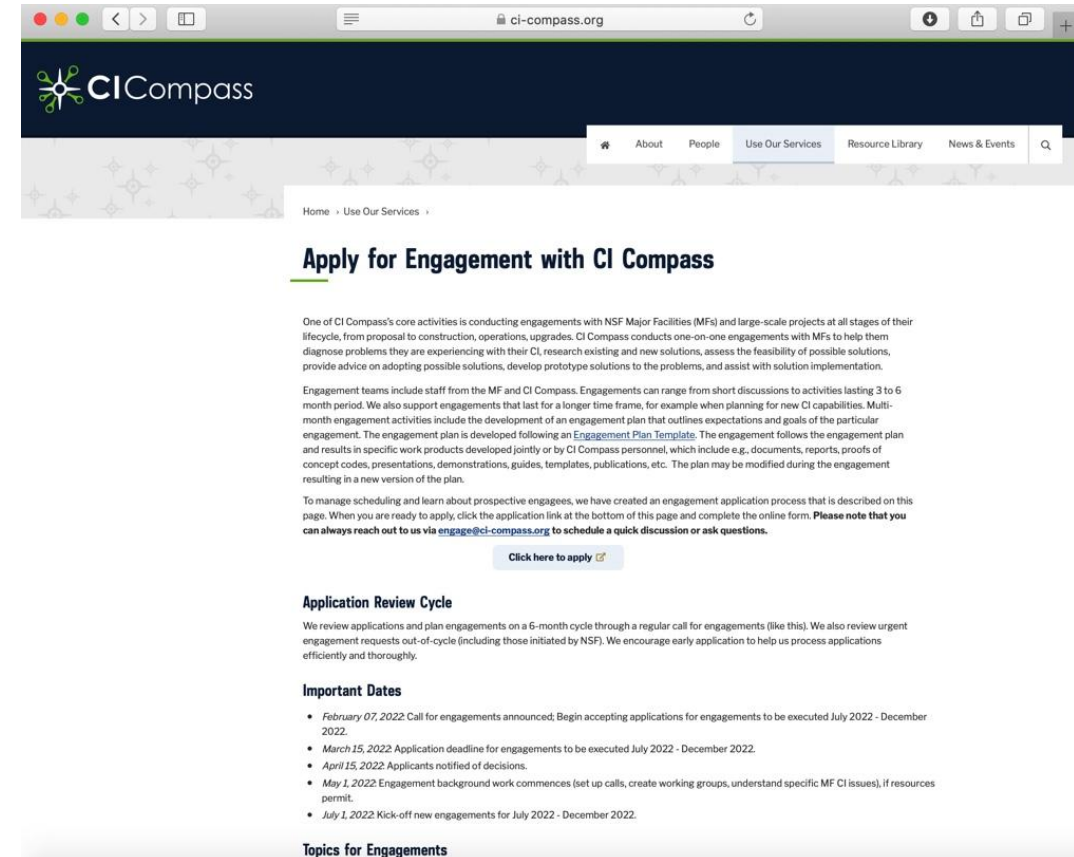 ci-compass.org
CICompass
About People Use Our Services Resource Library News & Events
Home › Use Our Services ›
Apply for Engagement with CI Compass
One of CI Compass's core activities is conducting engagements with NSF Major Facilities (MFs) and large-scale projects at all stages of their
lifecycle, from proposal to construction, operations, upgrades. CI Compass conducts one-on-one engagements with MFs to help them
diagnose problems they are experiencing with their CI, research existing and new solutions, assess the feasibility of possible solutions,
provide advice on adopting possible solutions, develop prototype solutions to the problems, and assist with solution implementation.
Engagement teams include staff from the MF and CI Compass. Engagements can range from short discussions to activities lasting 3 to 6
month period. We also support engagements that last for a longer time frame, for example when planning for new CI capabilities. Multi-
month engagement activities include the development of an engagement plan that outlines expectations and goals of the particular
engagement. The engagement plan is developed following an Engagement Plan Template. The engagement follows the engagement plan
and results in specific work products developed jointly or by CI Compass personnel, which include e.g., documents, reports, proofs of
concept codes, presentations, demonstrations, guides, templates, publications, etc. The plan may be modified during the engagement
resulting in a new version of the plan.
To manage scheduling and learn about prospective engagees, we have created an engagement application process that is described on this
page. When you are ready to apply, click the application link at the bottom of this page and complete the online form. Please note that you
can always reach out to us via engage@ci-compass.org to schedule a quick discussion or ask questions.
Click here to apply
Application Review Cycle
We review applications and plan engagements on a 6-month cycle through a regular call for engagements (like this). We also review urgent
engagement requests out-of-cycle (including those initiated by NSF). We encourage early application to help us process applications
efficiently and thoroughly.
Important Dates
• February 07, 2022: Call for engagements announced; Begin accepting applications for engagements to be executed July 2022 - December
2022.
• March 15, 2022: Application deadline for engagements to be executed July 2022 - December 2022.
• April 15, 2022: Applicants notified of decisions.
• May 1, 2022: Engagement background work commences (set up calls, create working groups, understand specific MF CI issues), if resources
permit.
• July 1, 2022: Kick-off new engagements for July 2022 - December 2022.
Topics for Engagements